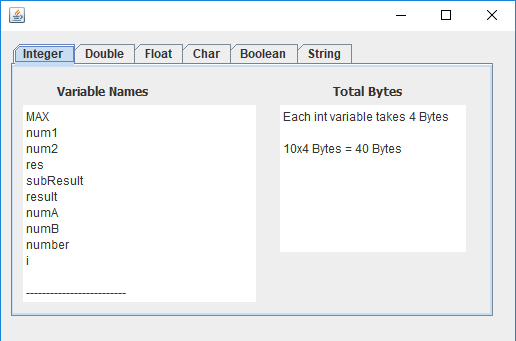 Integer Double Float Char Boolean String
Variable Names Total Bytes
MAX
num1
num2
res
subResult
result
numA
numB
number
i
-------------------------
Each int variable takes 4 Bytes
10x4 Bytes = 40 Bytes